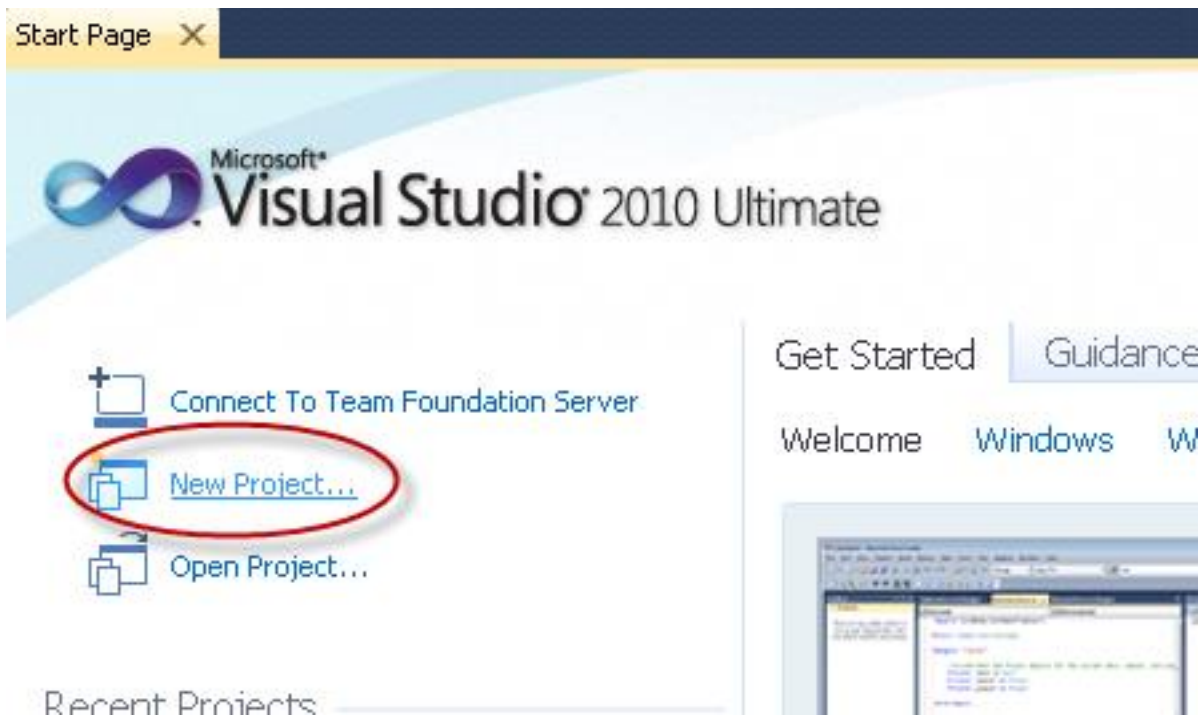 Start Page
Microsoft®
Visual Studio® 2010 Ultimate
Connect To Team Foundation Server
New Project...
Open Project...
Recent Projects
Get Started Guidance
Welcome Windows W